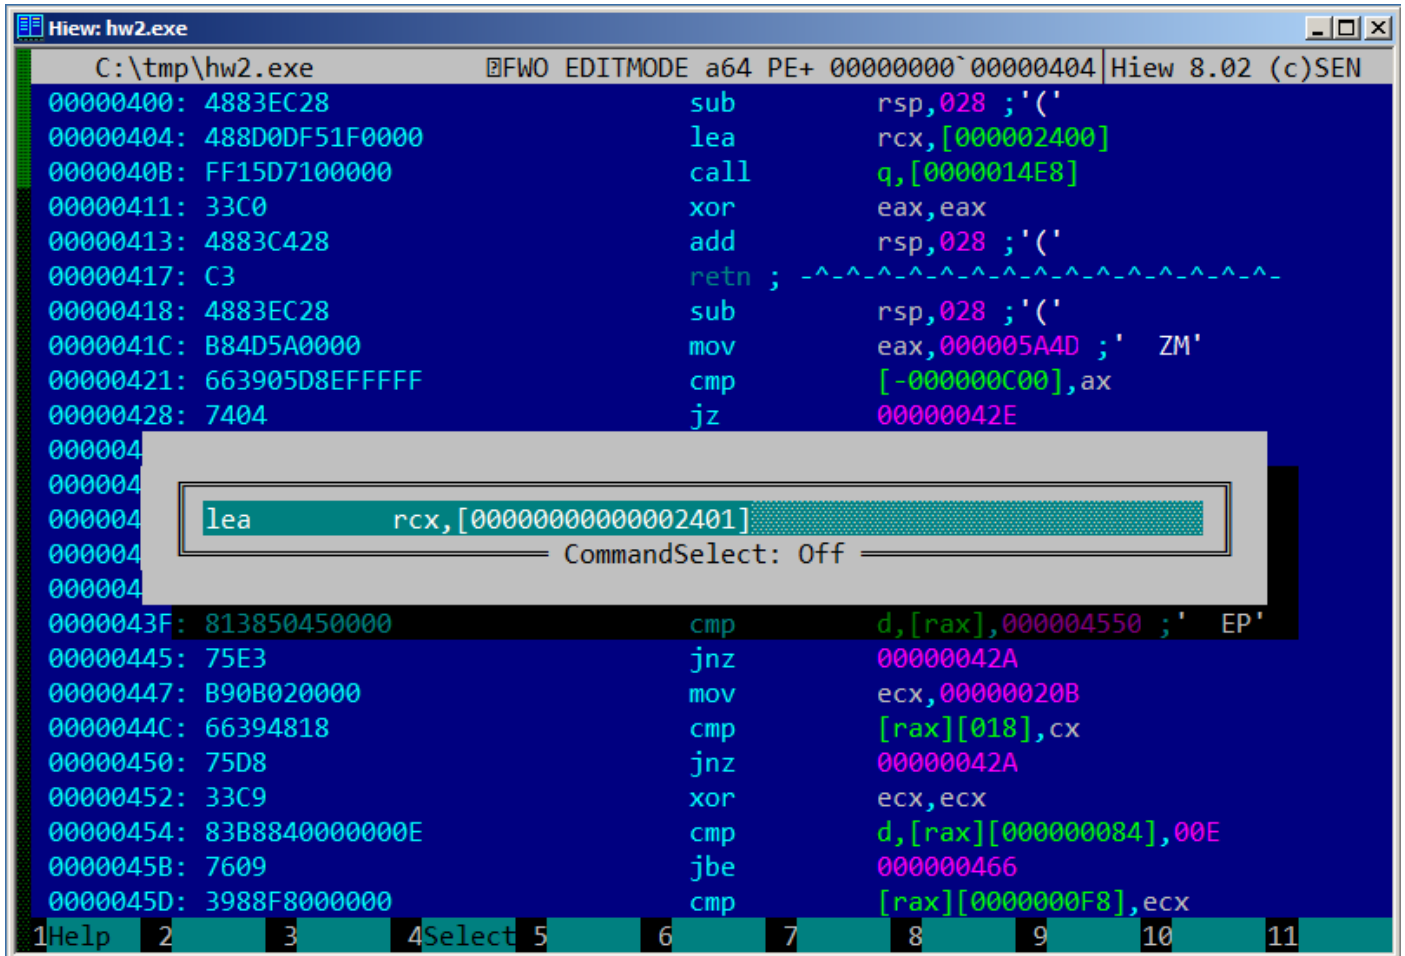 Hiew: hw2.exe
C:\tmp\hw2.exe FWO EDITMODE a64 PE+ 00000000`00000404 Hiew 8.02 (c)SEN
00000400: 4883EC28 sub rsp,028 ;'('
00000404: 488D0DF51F0000 lea rcx,[000002400]
0000040B: FF15D7100000 call q,[0000014E8]
00000411: 33C0 xor eax,eax
00000413: 4883C428 add rsp,028 ;'('
00000417: C3 retn ; -^-^-^-^-^-^-^-^-^-^-^-^-^-^-^-
00000418: 4883EC28 sub rsp,028 ;'('
0000041C: B84D5A0000 mov eax,000005A4D ;'  ZM'
00000421: 663905D8EFFFFF cmp [-000000C00],ax
00000428: 7404 jz 00000042E
000004
000004
000004 lea rcx,[00000000000002401]
000004 CommandSelect: Off
000004
0000043F: 813850450000 cmp d,[rax],000004550 ;'  EP'
00000445: 75E3 jnz 00000042A
00000447: B90B020000 mov ecx,00000020B
0000044C: 66394818 cmp [rax][018],cx
00000450: 75D8 jnz 00000042A
00000452: 33C9 xor ecx,ecx
00000454: 83B8840000000E cmp d,[rax][000000084],00E
0000045B: 7609 jbe 000000466
0000045D: 3988F8000000 cmp [rax][0000000F8],ecx
1Help 2 3 4Select 5 6 7 8 9 10 11